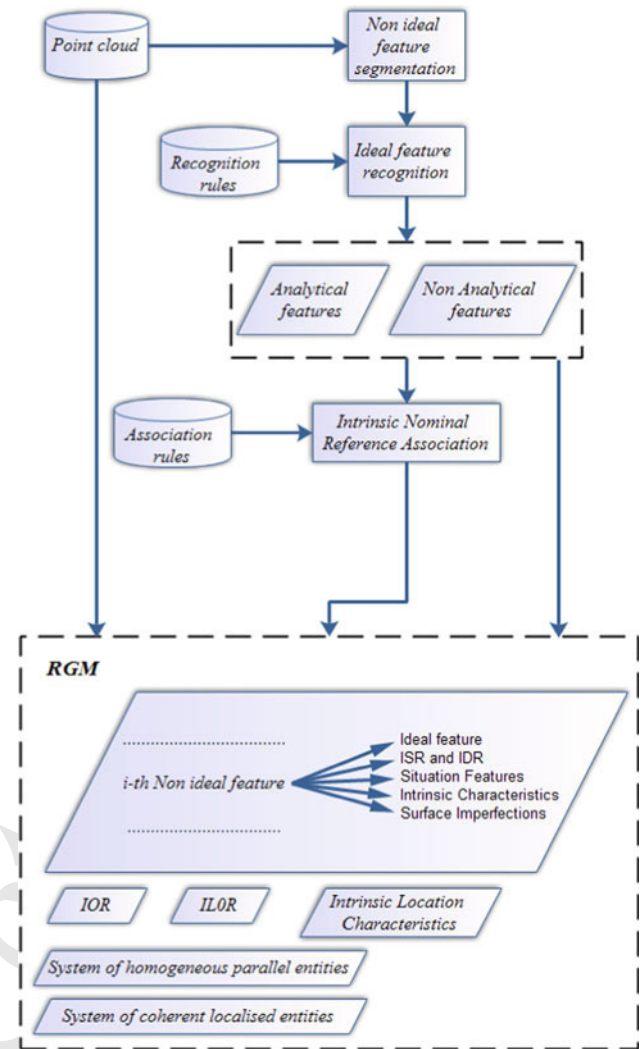 Point cloud
Non ideal
feature
segmentation
Recognition
rules
Ideal feature
recognition
Analytical
features
Non Analytical
features
Association
rules
Intrinsic Nominal
Reference Association
RGM
i-th Non ideal feature
Ideal feature
ISR and IDR
Situation Features
Intrinsic Characteristics
Surface Imperfections
IOR
IL0R
Intrinsic Location
Characteristics
System of homogeneous parallel entities
System of coherent localised entities